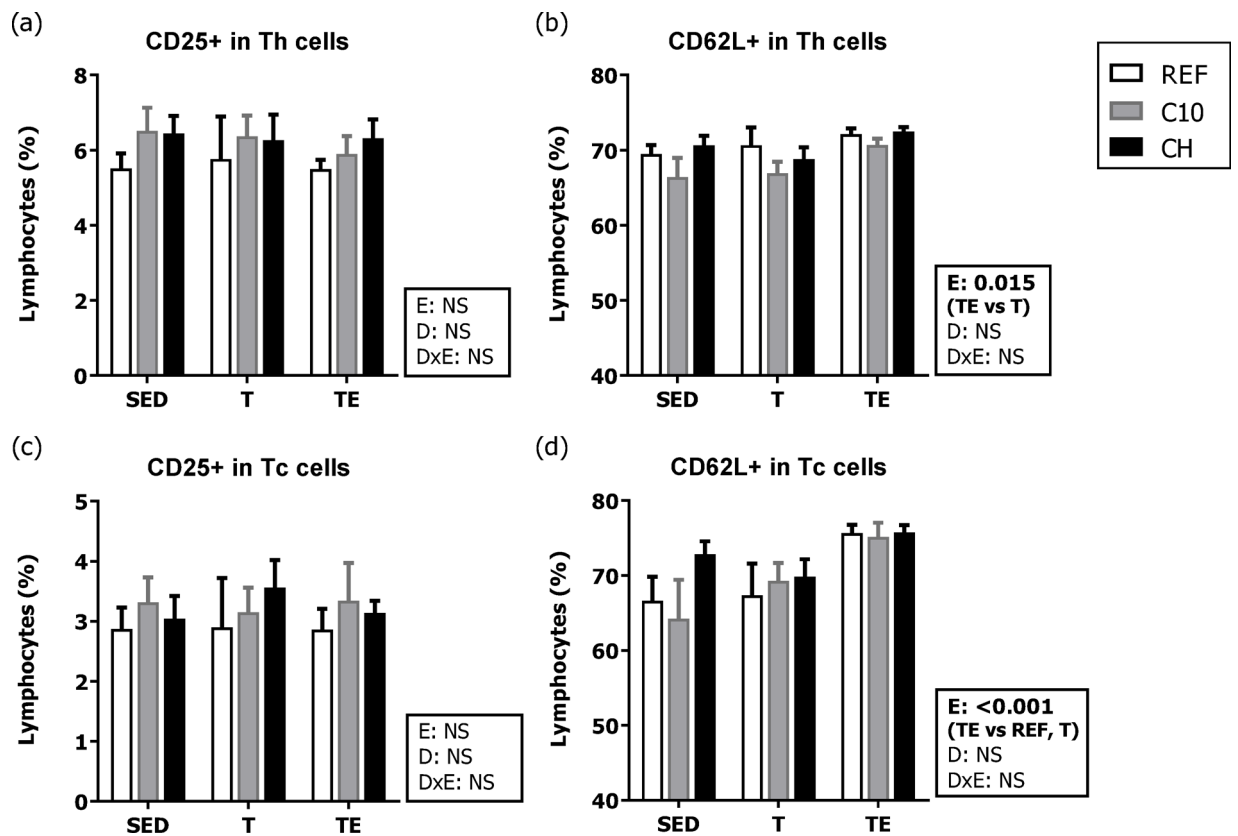 (a)
CD25+ in Th cells
Lymphocytes (%)
8
6
4
2
0
SED
T
TE
E: NS
D: NS
DxE: NS
(b)
CD62L+ in Th cells
Lymphocytes (%)
80
70
60
50
40
SED
T
TE
REF
C10
CH
E: 0.015
(TE vs T)
D: NS
DxE: NS
(c)
CD25+ in Tc cells
Lymphocytes (%)
5
4
3
2
1
0
SED
T
TE
E: NS
D: NS
DxE: NS
(d)
CD62L+ in Tc cells
Lymphocytes (%)
80
70
60
50
40
SED
T
TE
E: <0.001
(TE vs REF, T)
D: NS
DxE: NS